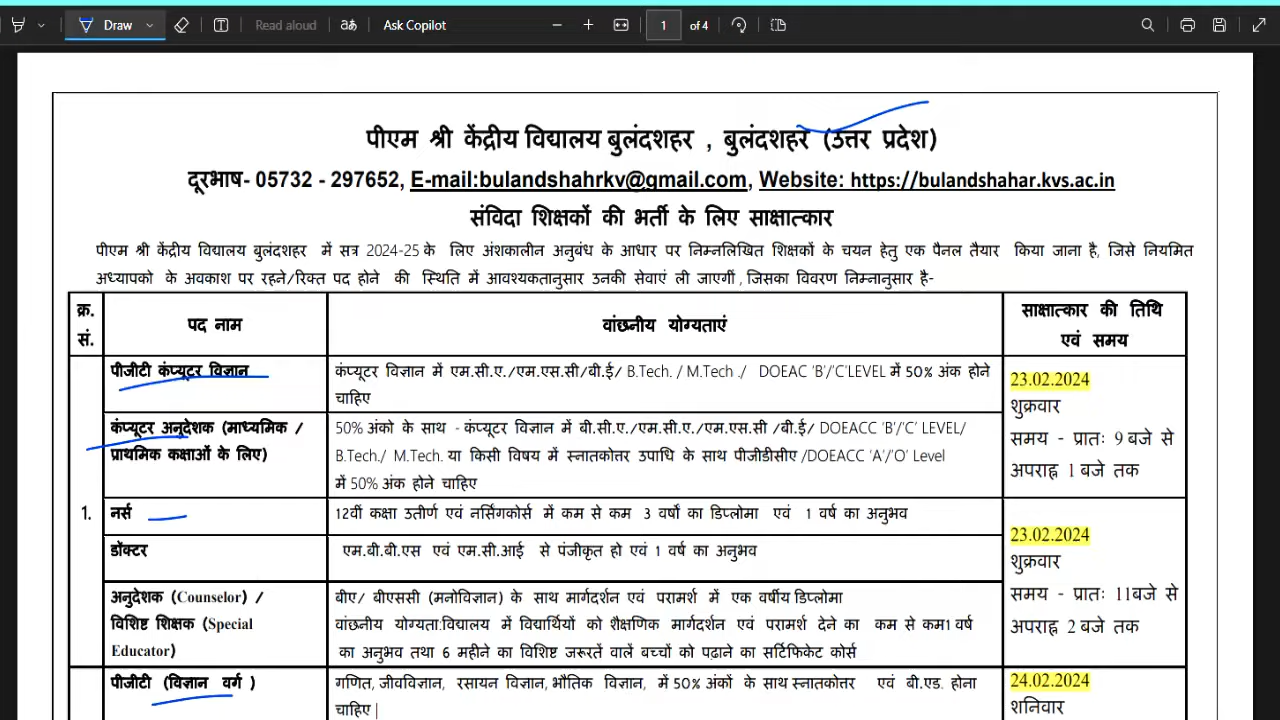 Draw
Read aloud
aあ
Ask Copilot
1
of 4
पीएम श्री केंद्रीय विद्यालय बुलंदशहर , बुलंदशहर (उत्तर प्रदेश)
दूरभाष- 05732 - 297652, E-mail:bulandshahrkv@gmail.com, Website: https://bulandshahar.kvs.ac.in
संविदा शिक्षकों की भर्ती के लिए साक्षात्कार
पीएम श्री केंद्रीय विद्यालय बुलंदशहर में सत्र 2024-25 के लिए अंशकालीन अनुबंध के आधार पर निम्नलिखित शिक्षकों के चयन हेतु एक पैनल तैयार किया जाना है, जिसे नियमित
अध्यापको के अवकाश पर रहने/रिक्त पद होने की स्थिति में आवश्यकतानुसार उनकी सेवाएं ली जाएगीं , जिसका विवरण निम्नानुसार है-
क्र.
सं.
पद नाम
वांछनीय योग्यताएं
साक्षात्कार की तिथि
एवं समय
1.
पीजीटी कंप्यूटर विज्ञान
कंप्यूटर विज्ञान में एम.सी.ए./एम.एस.सी/बी.ई/ B.Tech. / M.Tech ./ DOEAC 'B'/'C'LEVEL में 50% अंक होने
चाहिए
23.02.2024
शुक्रवार
समय - प्रातः 9 बजे से
अपराह्न 1 बजे तक
कंप्यूटर अनुदेशक (माध्यमिक /
प्राथमिक कक्षाओं के लिए)
50% अंको के साथ - कंप्यूटर विज्ञान में बी.सी.ए./एम.सी.ए./एम.एस.सी /बी.ई/ DOEACC 'B'/'C' LEVEL/
B.Tech./ M.Tech. या किसी विषय में स्नातकोत्तर उपाधि के साथ पीजीडीसीए /DOEACC 'A'/'O' Level
में 50% अंक होने चाहिए
नर्स
12वीं कक्षा उतीर्ण एवं नर्सिंगकोर्स में कम से कम 3 वर्षों का डिप्लोमा एवं 1 वर्ष का अनुभव
23.02.2024
शुक्रवार
समय - प्रातः 11बजे से
अपराह्न 2 बजे तक
डॉक्टर
एम.बी.बी.एस एवं एम.सी.आई से पंजीकृत हो एवं 1 वर्ष का अनुभव
अनुदेशक (Counselor) /
विशिष्ट शिक्षक (Special
Educator)
बीए/ बीएससी (मनोविज्ञान) के साथ मार्गदर्शन एवं परामर्श में एक वर्षीय डिप्लोमा
वांछनीय योग्यता:विद्यालय में विद्यार्थियों को शैक्षणिक मार्गदर्शन एवं परामर्श देने का कम से कम1 वर्ष
का अनुभव तथा 6 महीने का विशिष्ट जरूरतें वालें बच्चों को पढ़ाने का सर्टिफिकेट कोर्स
पीजीटी (विज्ञान वर्ग )
गणित, जीवविज्ञान, रसायन विज्ञान,भौतिक विज्ञान, में 50% अंकों के साथ स्नातकोत्तर एवं बी.एड. होना
चाहिए |
24.02.2024
शनिवार